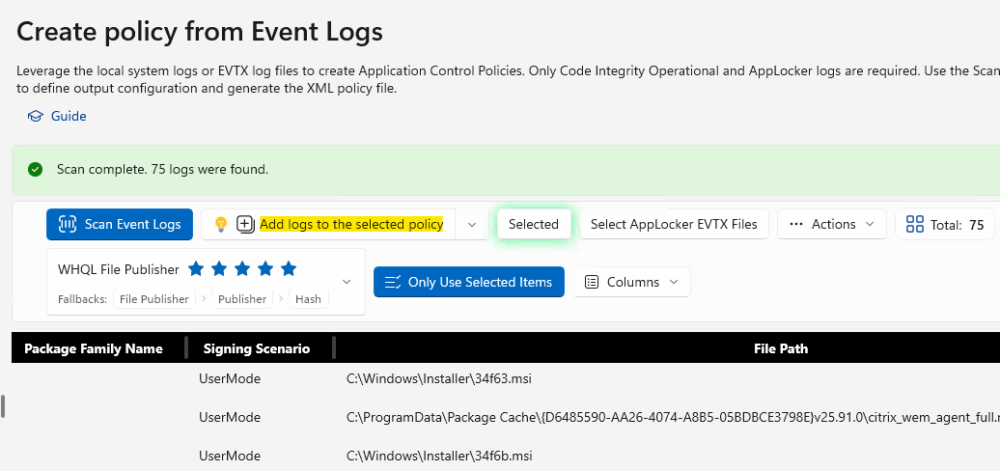 Create policy from Event Logs
Leverage the local system logs or EVTX log files to create Application Control Policies. Only Code Integrity Operational and AppLocker logs are required. Use the Scan
to define output configuration and generate the XML policy file.
Guide
Scan complete. 75 logs were found.
Scan Event Logs Add logs to the selected policy Selected Select AppLocker EVTX Files Actions Total: 75
WHQL File Publisher
Only Use Selected Items Columns
Fallbacks: File Publisher Publisher Hash
Package Family Name Signing Scenario File Path
UserMode C:\Windows\Installer\34f63.msi
UserMode C:\ProgramData\Package Cache\{D6485590-AA26-4074-A8B5-05BDBCE3798E}v25.91.0\citrix_wem_agent_full.
UserMode C:\Windows\Installer\34f6b.msi